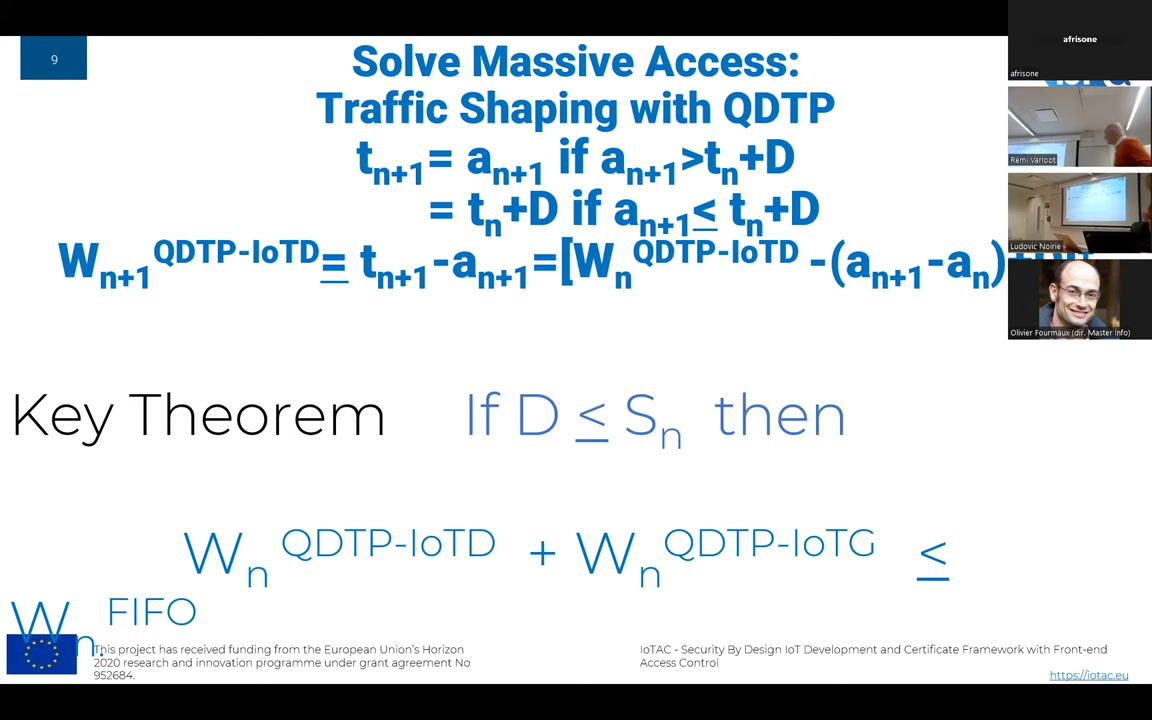 9
Solve Massive Access:
Traffic Shaping with QDTP
tn+1= an+1 if an+1>tn+D
= tn+D if an+1≤ tn+D
Wn+1QDTP-IoTD≡ tn+1-an+1=[WnQDTP-IoTD -(an+1-an)
Key Theorem If D ≤ Sn then
WnQDTP-IoTD + WnQDTP-IoTG ≤
Wn.FIFO
This project has received funding from the European Union's Horizon
2020 research and innovation programme under grant agreement No
952684.
IoTAC - Security By Design IoT Development and Certificate Framework with Front-end
Access Control
https://iotac.eu
afrisone
afrisone
Rémi Varloot
Ludovic Noirie
Olivier Fourmaux (dir. Master Info)